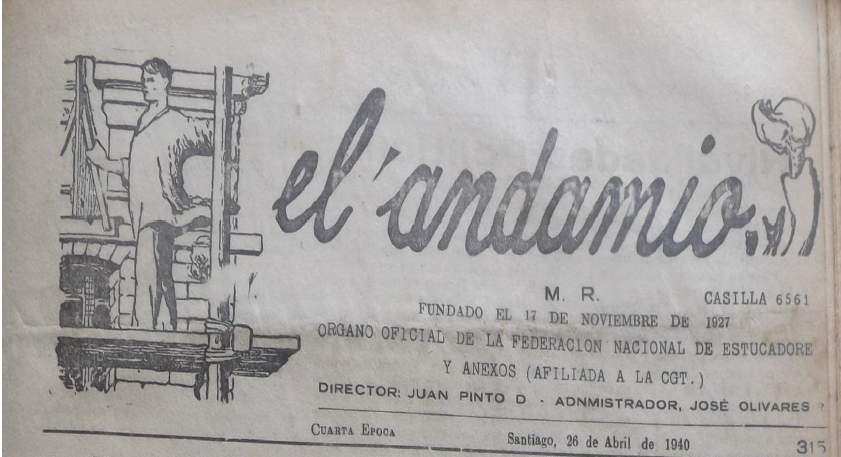 el andamio
M. R.
CASILLA 6561
FUNDADO EL 17 DE NOVIEMBRE DE 1927
ORGANO OFICIAL DE LA FEDERACION NACIONAL DE ESTUCADORE
Y ANEXOS (AFILIADA A LA CGT.)
DIRECTOR: JUAN PINTO D - ADNMISTRADOR, JOSÉ OLIVARES
CUARTA EPOCA
Santiago, 26 de Abril de 1940
315